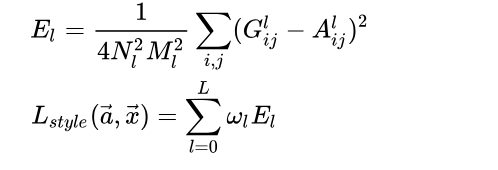 E_l = \frac{1}{4N_l^2 M_l^2} \sum_{i,j} (G_{ij}^l - A_{ij}^l)^2
L_{style}(\vec{a}, \vec{x}) = \sum_{l=0}^{L} \omega_l E_l